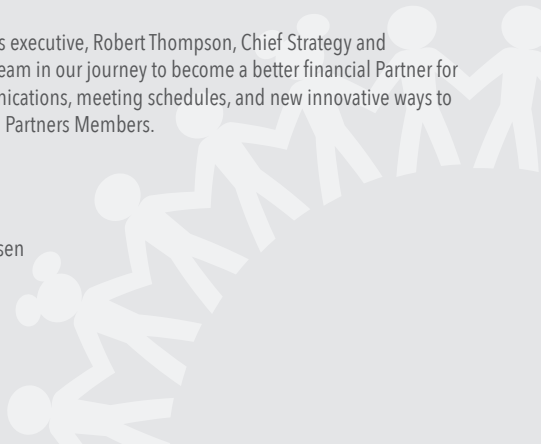 s executive, Robert Thompson, Chief Strategy and
eam in our journey to become a better financial Partner for
nications, meeting schedules, and new innovative ways to
Partners Members.
sen